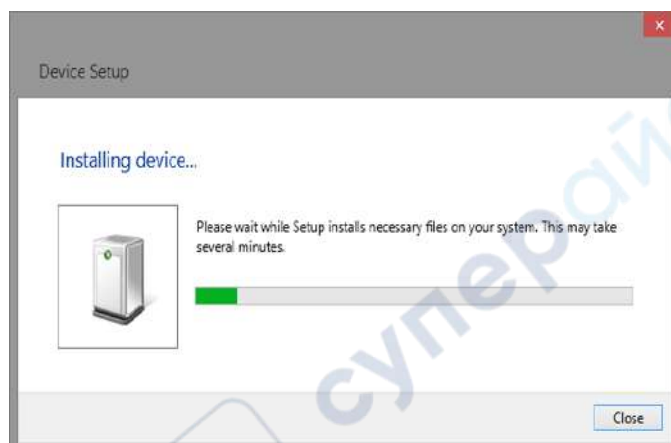 Device Setup
Installing device...
Please wait while Setup installs necessary files on your system. This may take
several minutes.
Close